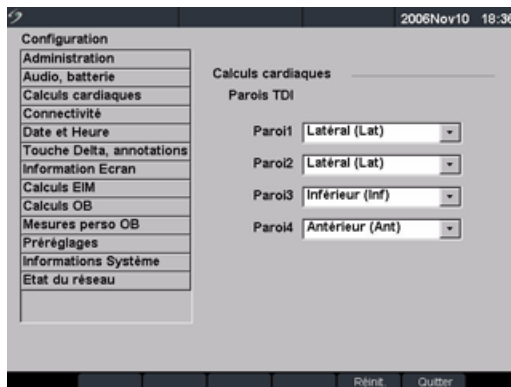 2006Nov10 18:36
Configuration
Administration
Audio, batterie
Calculs cardiaques
Connectivité
Date et Heure
Touche Delta, annotations
Information Ecran
Calculs EIM
Calculs OB
Mesures perso OB
Préréglages
Informations Système
Etat du réseau
Calculs cardiaques
Parois TDI
Paroi1 Latéral (Lat)
Paroi2 Latéral (Lat)
Paroi3 Inférieur (Inf)
Paroi4 Antérieur (Ant)
Réinit. Quitter